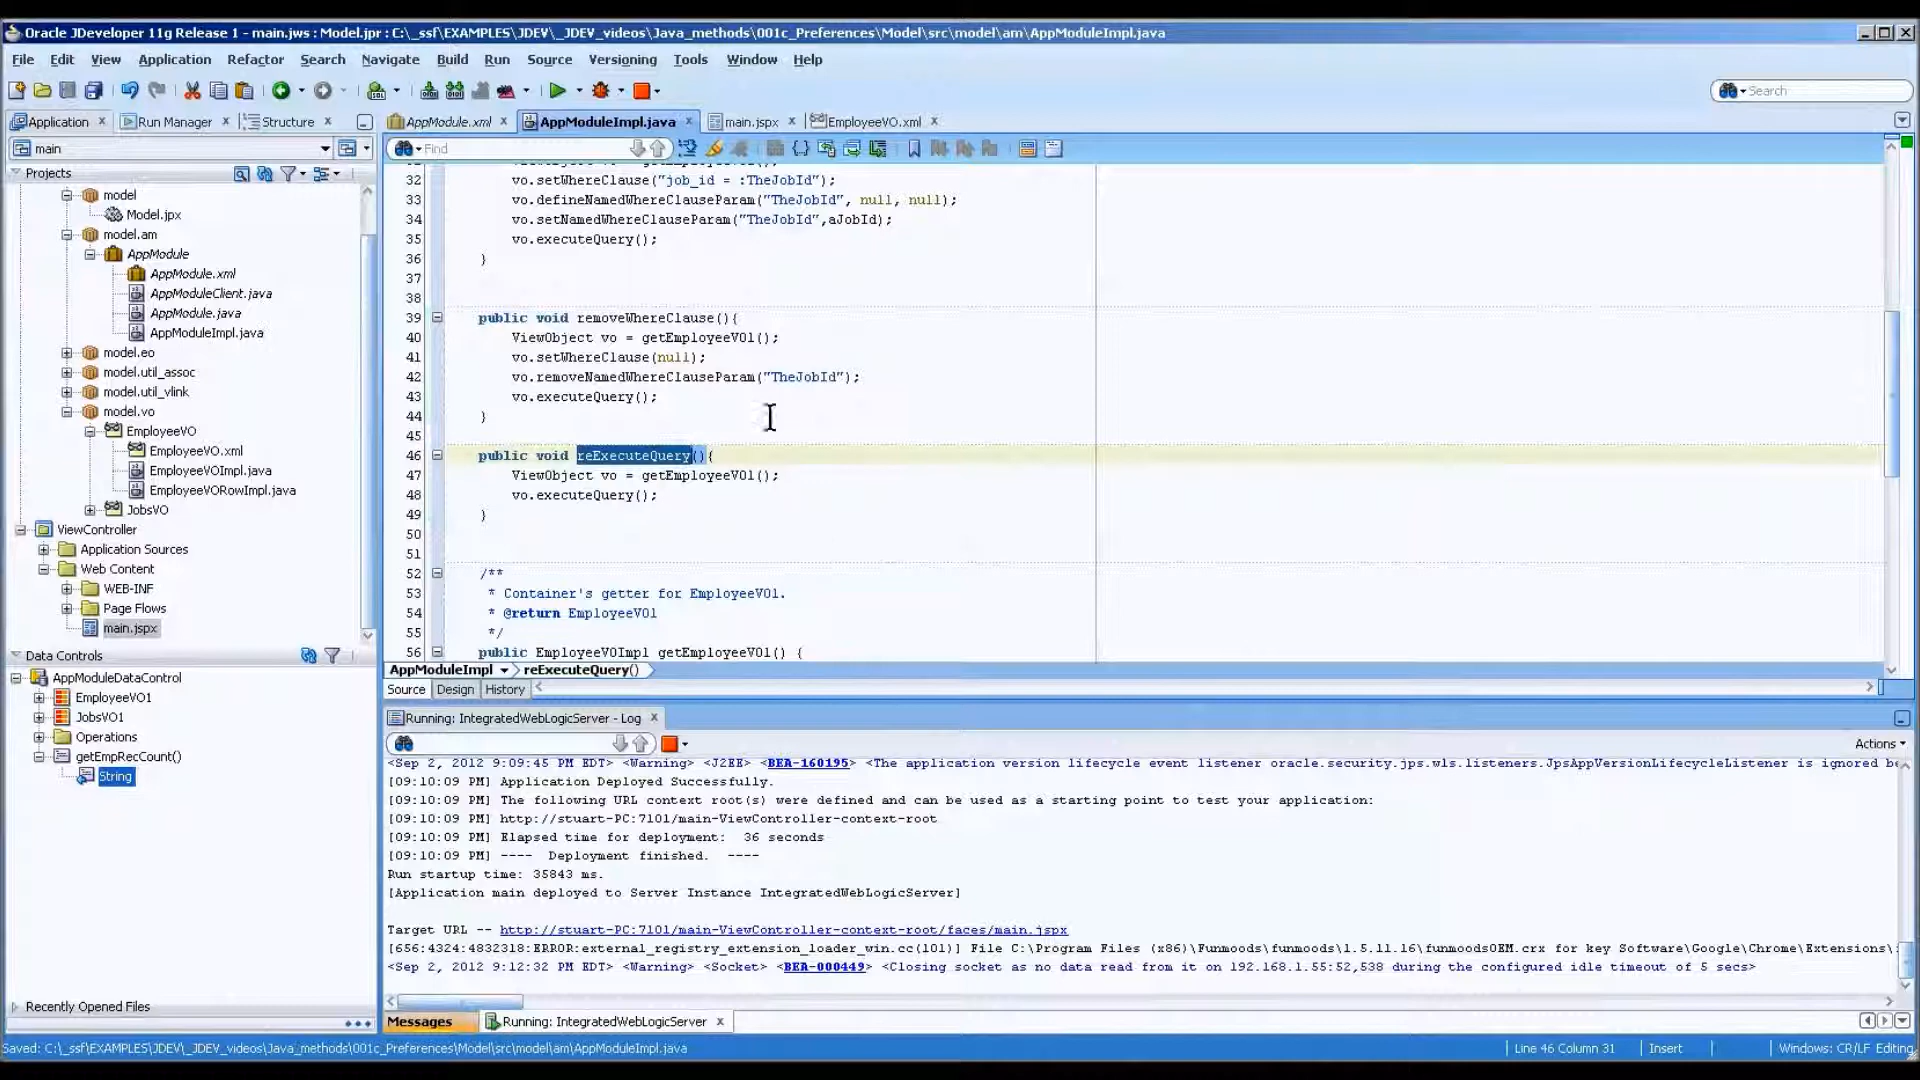 Oracle JDeveloper 11g Release 1 - main.jws : Model.jpr : C:\_ssf\EXAMPLES\JDEV\_JDEV_videos\Java_methods\001c_Preferences\Model\src\model\am\AppModuleImpl.java
File Edit View Application Refactor Search Navigate Build Run Source Versioning Tools Window Help
Search
Application Run Manager Structure
AppModule.xml AppModuleImpl.java main.jspx EmployeeVO.xml
main
Find
Projects
model
Model.jpx
model.am
AppModule
AppModule.xml
AppModuleClient.java
AppModule.java
AppModuleImpl.java
model.eo
model.util_assoc
model.util_vlink
model.vo
EmployeeVO
EmployeeVO.xml
EmployeeVOImpl.java
EmployeeVORowImpl.java
JobsVO
ViewController
Application Sources
Web Content
WEB-INF
Page Flows
main.jspx
Data Controls
AppModuleDataControl
EmployeeVO1
JobsVO1
Operations
getEmpRecCount()
String
Recently Opened Files
32 vo.setWhereClause("job_id = :TheJobId");
33 vo.defineNamedWhereClauseParam("TheJobId", null, null);
34 vo.setNamedWhereClauseParam("TheJobId",aJobId);
35 vo.executeQuery();
36 }
37
38
39 public void removeWhereClause(){
40 ViewObject vo = getEmployeeVO1();
41 vo.setWhereClause(null);
42 vo.removeNamedWhereClauseParam("TheJobId");
43 vo.executeQuery();
44 }
45
46 public void reExecuteQuery(){
47 ViewObject vo = getEmployeeVO1();
48 vo.executeQuery();
49 }
50
51
52 /**
53 * Container's getter for EmployeeVO1.
54 * @return EmployeeVO1
55 */
56 public EmployeeVOImpl getEmployeeVO1() {
AppModuleImpl reExecuteQuery()
Source Design History
Running: IntegratedWebLogicServer - Log
Actions
<Sep 2, 2012 9:09:45 PM EDT> <Warning> <J2EE> <BEA-160195> <The application version lifecycle event listener oracle.security.jps.wls.listeners.JpsAppVersionLifecycleListener is ignored be
[09:10:09 PM] Application Deployed Successfully.
[09:10:09 PM] The following URL context root(s) were defined and can be used as a starting point to test your application:
[09:10:09 PM] http://stuart-PC:7101/main-ViewController-context-root
[09:10:09 PM] Elapsed time for deployment: 36 seconds
[09:10:09 PM] ---- Deployment finished. ----
Run startup time: 35843 ms.
[Application main deployed to Server Instance IntegratedWebLogicServer]
Target URL -- http://stuart-PC:7101/main-ViewController-context-root/faces/main.jspx
[656:4324:4832318:ERROR:external_registry_extension_loader_win.cc(101)] File C:\Program Files (x86)\Funmoods\funmoods\1.5.11.16\funmoodsOEM.crx for key Software\Google\Chrome\Extensions\
<Sep 2, 2012 9:12:32 PM EDT> <Warning> <Socket> <BEA-000449> <Closing socket as no data read from it on 192.168.1.55:52,538 during the configured idle timeout of 5 secs>
Messages Running: IntegratedWebLogicServer
Saved: C:\_ssf\EXAMPLES\JDEV\_JDEV_videos\Java_methods\001c_Preferences\Model\src\model\am\AppModuleImpl.java
Line 46 Column 31 Insert Windows: CR/LF Editing